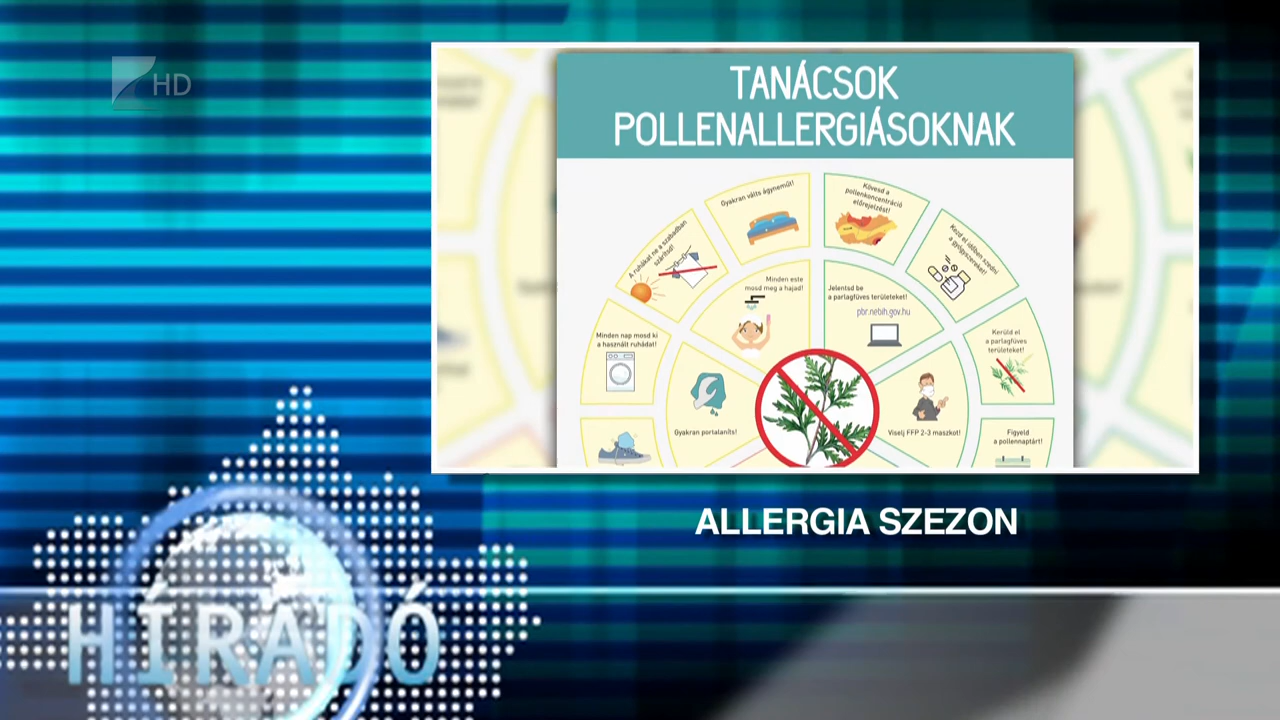 HD
TANÁCSOK
POLLENALLERGIÁSOKNAK
Gyakran válts ágyneműt!
Kövesd a
pollenkoncentráció
előrejelzést!
A ruhákat ne a szabadban
szárítsd!
Kezd el időben szedni
a gyógyszereket!
Minden este
mosd meg a hajad!
Jelentsd be
a parlagfüves területeket!
pbr.nebih.gov.hu
Minden nap mosd ki
a használt ruhádat!
Kerüld el
a parlagfüves
területeket!
Gyakran portalaníts!
Viselj FFP 2-3 maszkot!
Figyeld
a pollennaptárt!
ALLERGIA SZEZON
HÍRADÓ